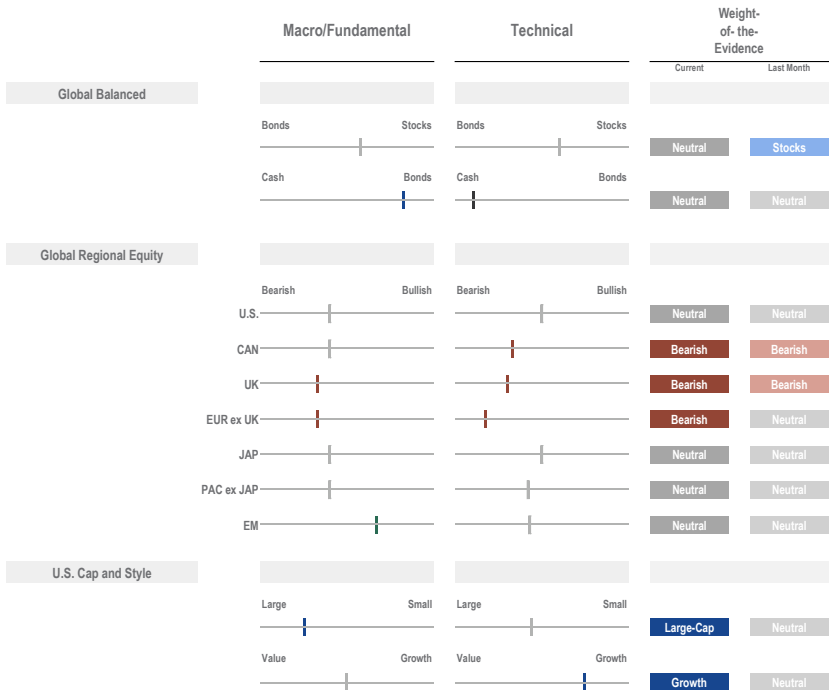 Weight-
of- the-
Evidence
Macro/Fundamental Technical
Current Last Month
Global Balanced
Bonds Stocks Bonds Stocks
Neutral Stocks
Cash Bonds Cash Bonds
Neutral Neutral
Global Regional Equity
Bearish Bullish Bearish Bullish
U.S. Neutral Neutral
CAN Bearish Bearish
UK Bearish Bearish
EUR ex UK Bearish Neutral
JAP Neutral Neutral
PAC ex JAP Neutral Neutral
EM Neutral Neutral
U.S. Cap and Style
Large Small Large Small
Large-Cap Neutral
Value Growth Value Growth
Growth Neutral